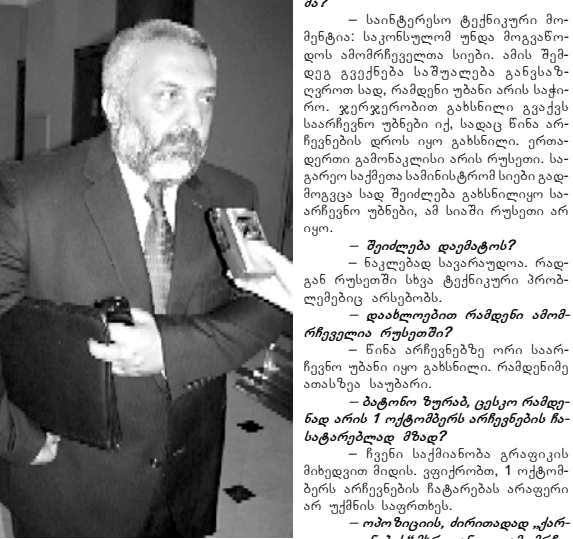 მა?
– საინტერესო ტექნიკური მო-
მენტია: საკონსულომ უნდა მოგვაწო-
დოს ამომრჩეველთა სიები. ამის შემ-
დეგ გვექნება საშუალება განვსაზ-
ღვროთ სად, რამდენი უბანი არის საჭი-
რო. ჯერჯერობით გახსნილი გვაქვს
საარჩევნო უბნები იქ, სადაც წინა არ-
ჩევნების დროს იყო გახსნილი. ერთა-
დერთი გამონაკლისი არის რუსეთი. სა-
გარეო საქმეთა სამინისტრომ სიები გად-
მოგვცა სად შეიძლება გახსნილიყო სა-
არჩევნო უბნები, ამ სიაში რუსეთი არ
იყო.
– შეიძლება დაემატოს?
– ნაკლებად სავარაუდოა. რად-
გან რუსეთში სხვა ტექნიკური პრობ-
ლემებიც არსებობს.
– დაახლოებით რამდენი ამომ-
რჩეველია რუსეთში?
– წინა არჩევნებზე ორი საარ-
ჩევნო უბანი იყო გახსნილი. რამდენიმე
ათასზეა საუბარი.
– ბატონო ზურაბ, ცესკო რამდე-
ნად არის 1 ოქტომბერს არჩევნების ჩა-
სატარებლად მზად?
– ჩვენი საქმიანობა გრაფიკის
მიხედვით მიდის. ვფიქრობთ, 1 ოქტომ-
ბერს არჩევნების ჩატარებას არაფერი
არ უქმნის საფრთხეს.
– ოპოზიციის, ძირითადად „ქარ-